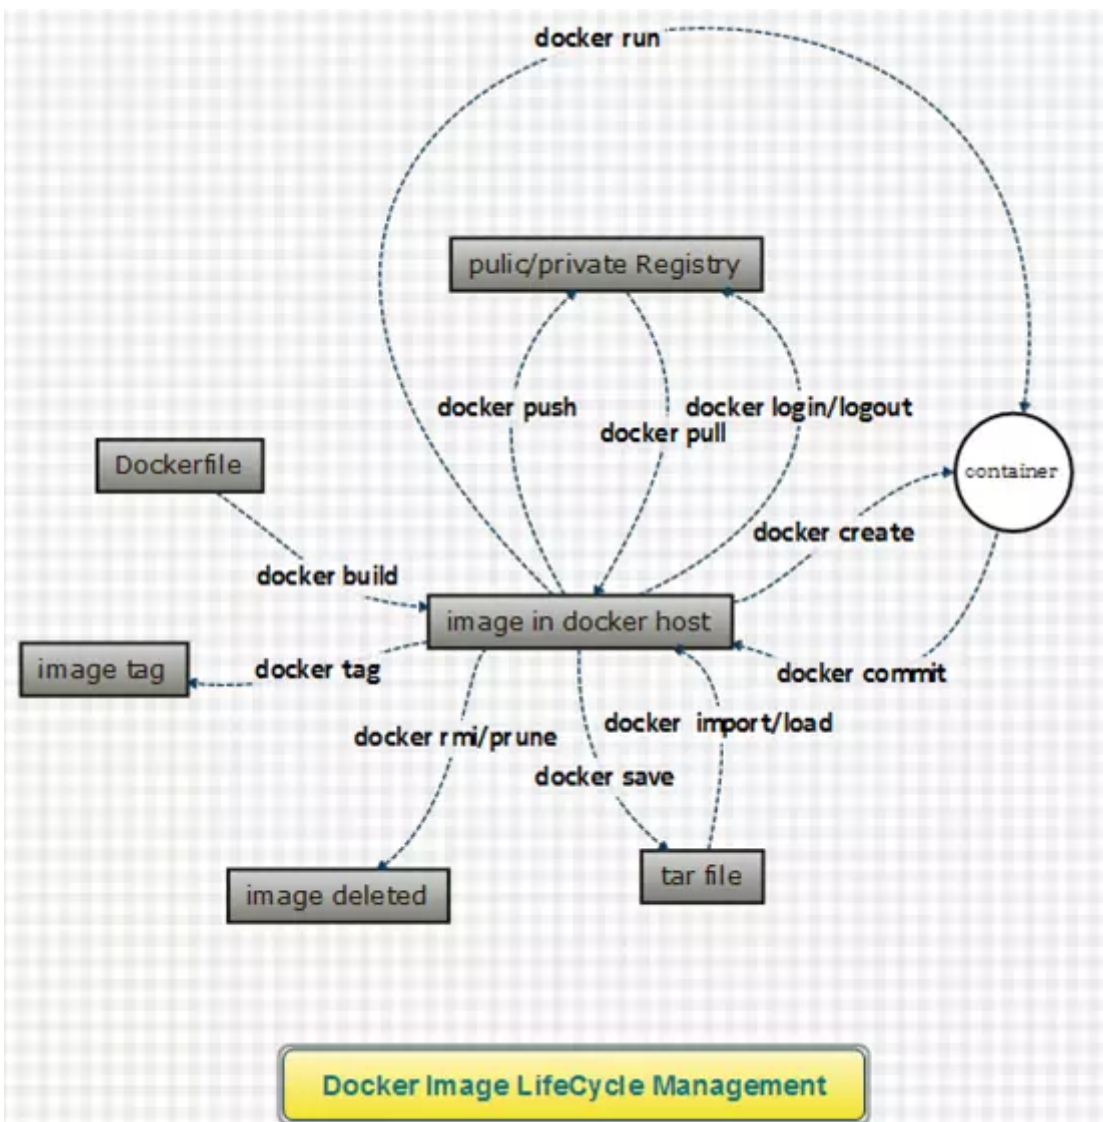 docker run
pulic/private Registry
docker push
docker login/logout
docker pull
Dockerfile
container
docker create
docker build
image in docker host
image tag
docker tag
docker commit
docker import/load
docker rmi/prune
docker save
tar file
image deleted
Docker Image LifeCycle Management